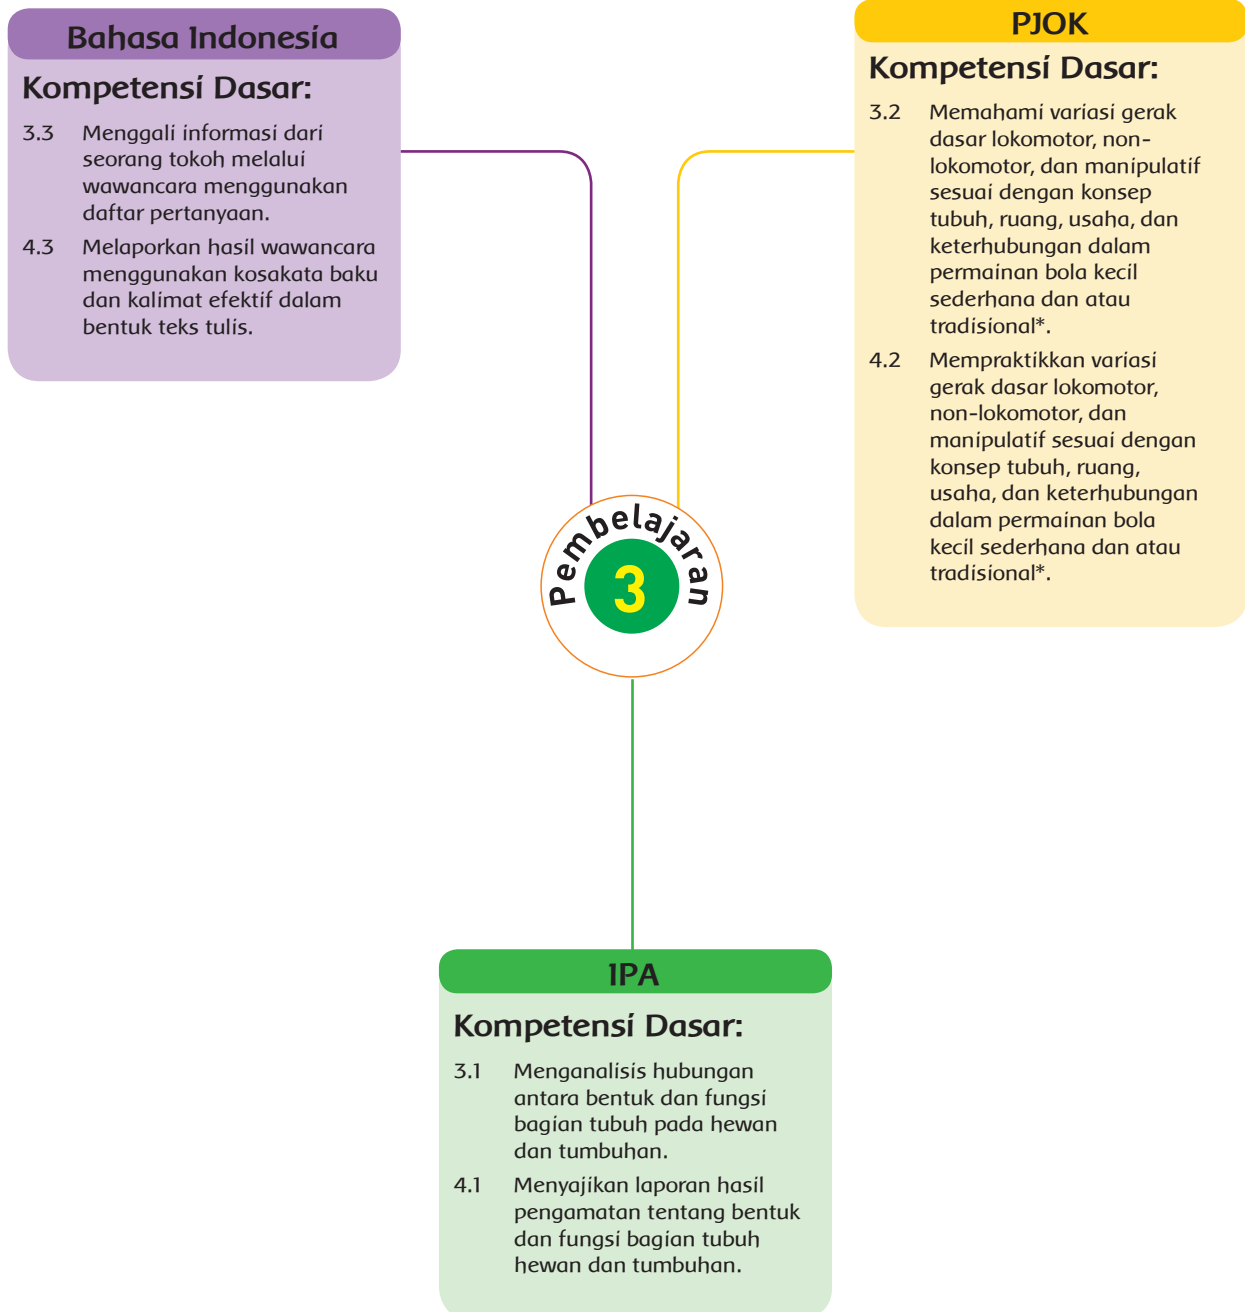 Bahasa Indonesia
Kompetensi Dasar:
3.3 Menggali informasi dari
seorang tokoh melalui
wawancara menggunakan
daftar pertanyaan.
4.3 Melaporkan hasil wawancara
menggunakan kosakata baku
dan kalimat efektif dalam
bentuk teks tulis.
PJOK
Kompetensi Dasar:
3.2 Memahami variasi gerak
dasar lokomotor, non-
lokomotor, dan manipulatif
sesuai dengan konsep
tubuh, ruang, usaha, dan
keterhubungan dalam
permainan bola kecil
sederhana dan atau
tradisional*.
4.2 Mempraktikkan variasi
gerak dasar lokomotor,
non-lokomotor, dan
manipulatif sesuai dengan
konsep tubuh, ruang,
usaha, dan keterhubungan
dalam permainan bola
kecil sederhana dan atau
tradisional*.
Pembelajaran
3
IPA
Kompetensi Dasar:
3.1 Menganalisis hubungan
antara bentuk dan fungsi
bagian tubuh pada hewan
dan tumbuhan.
4.1 Menyajikan laporan hasil
pengamatan tentang bentuk
dan fungsi bagian tubuh
hewan dan tumbuhan.